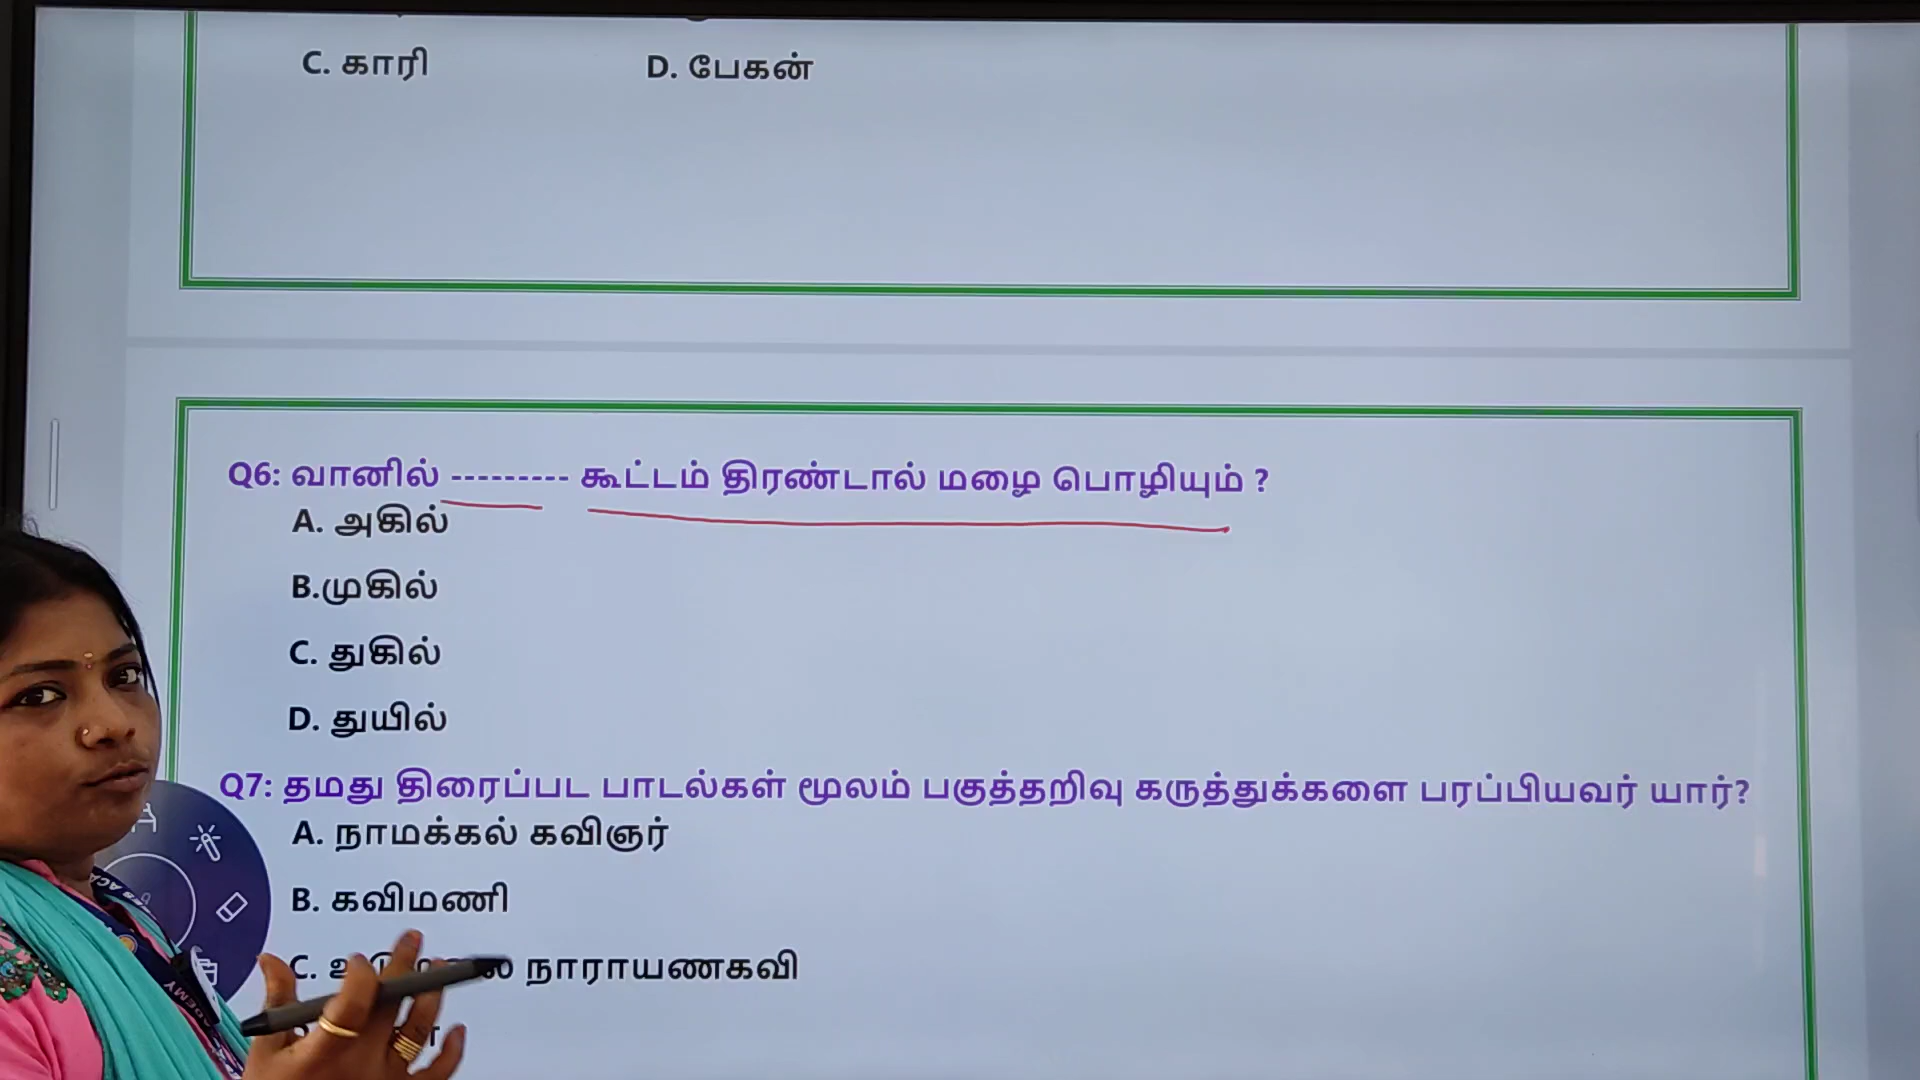 C. காரி D. பேகன்
Q6: வானில் --------- கூட்டம் திரண்டால் மழை பொழியும் ?
A. அகில்
B.முகில்
C. துகில்
D. துயில்
Q7: தமது திரைப்பட பாடல்கள் மூலம் பகுத்தறிவு கருத்துக்களை பரப்பியவர் யார்?
A. நாமக்கல் கவிஞர்
B. கவிமணி
C. நாராயணகவி